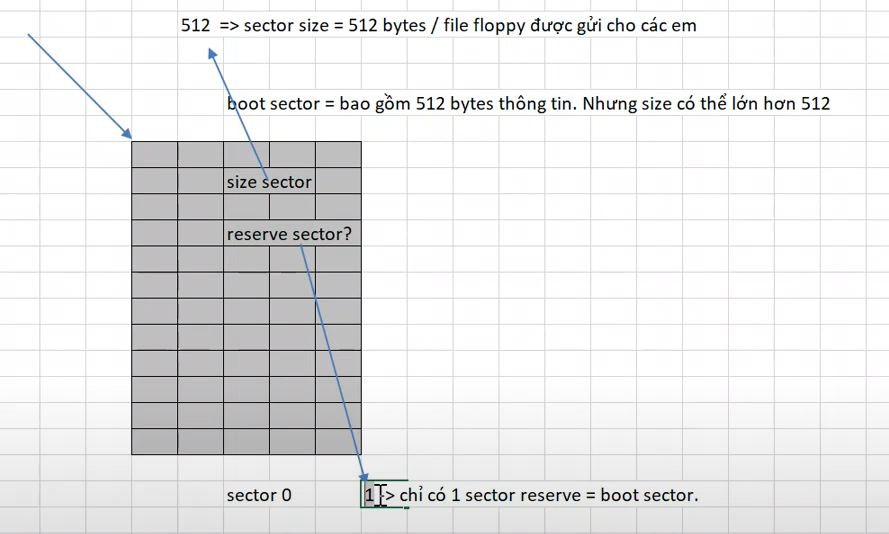 512 => sector size = 512 bytes / file floppy được gửi cho các em
boot sector = bao gồm 512 bytes thông tin. Nhưng size có thể lớn hơn 512
size sector
reserve sector?
sector 0
1 -> chỉ có 1 sector reserve = boot sector.